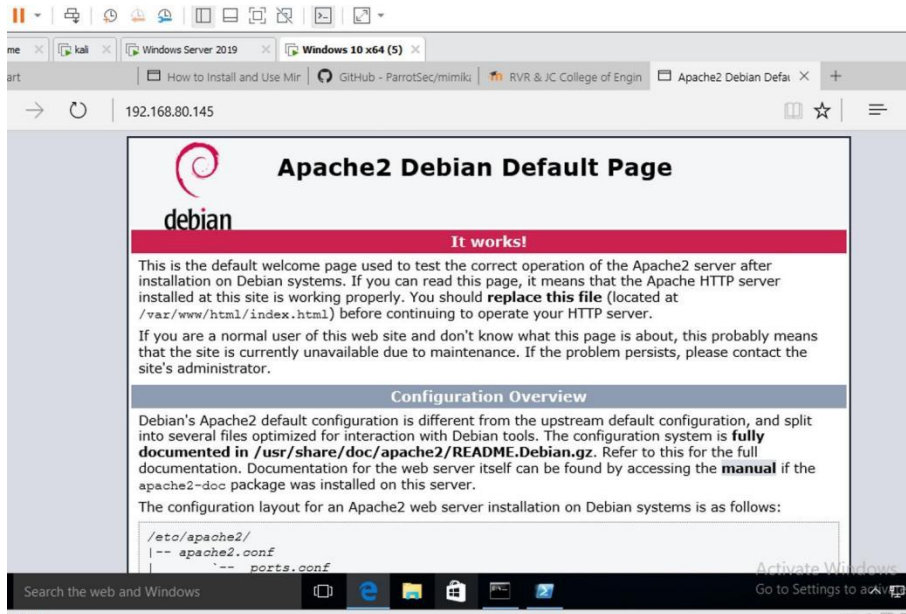 me
kali
Windows Server 2019
Windows 10 x64 (5)
art
How to Install and Use Mir
GitHub - ParrotSec/mimika
RVR & JC College of Engin
Apache2 Debian Defau
192.168.80.145
debian
Apache2 Debian Default Page
It works!
This is the default welcome page used to test the correct operation of the Apache2 server after
installation on Debian systems. If you can read this page, it means that the Apache HTTP server
installed at this site is working properly. You should replace this file (located at
/var/www/html/index.html) before continuing to operate your HTTP server.
If you are a normal user of this web site and don't know what this page is about, this probably means
that the site is currently unavailable due to maintenance. If the problem persists, please contact the
site's administrator.
Configuration Overview
Debian's Apache2 default configuration is different from the upstream default configuration, and split
into several files optimized for interaction with Debian tools. The configuration system is fully
documented in /usr/share/doc/apache2/README.Debian.gz. Refer to this for the full
documentation. Documentation for the web server itself can be found by accessing the manual if the
apache2-doc package was installed on this server.
The configuration layout for an Apache2 web server installation on Debian systems is as follows:
/etc/apache2/
|-- apache2.conf
|       `--  ports.conf
Activate Windows
Go to Settings to activate
Search the web and Windows